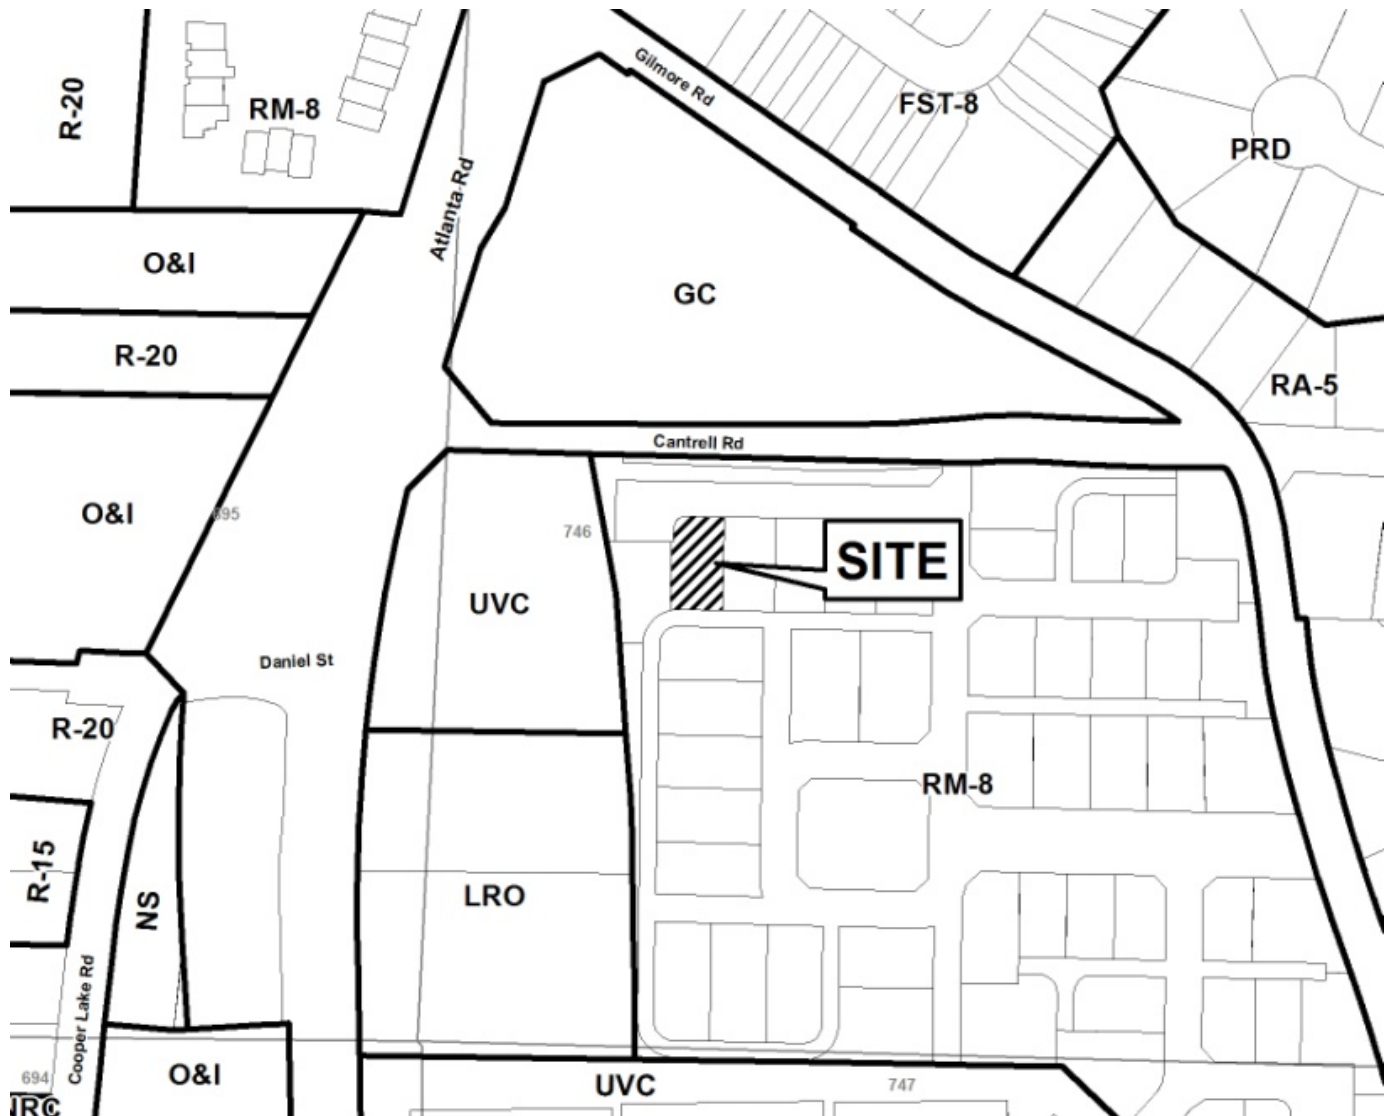 Gilmore Rd
R-20
RM-8
FST-8
PRD
Atlanta Rd
O&I
GC
R-20
RA-5
Cantrell Rd
O&I
695
746
SITE
UVC
Daniel St
R-20
RM-8
R-15
NS
LRO
Cooper Lake Rd
694
O&I
UVC
747
NRC